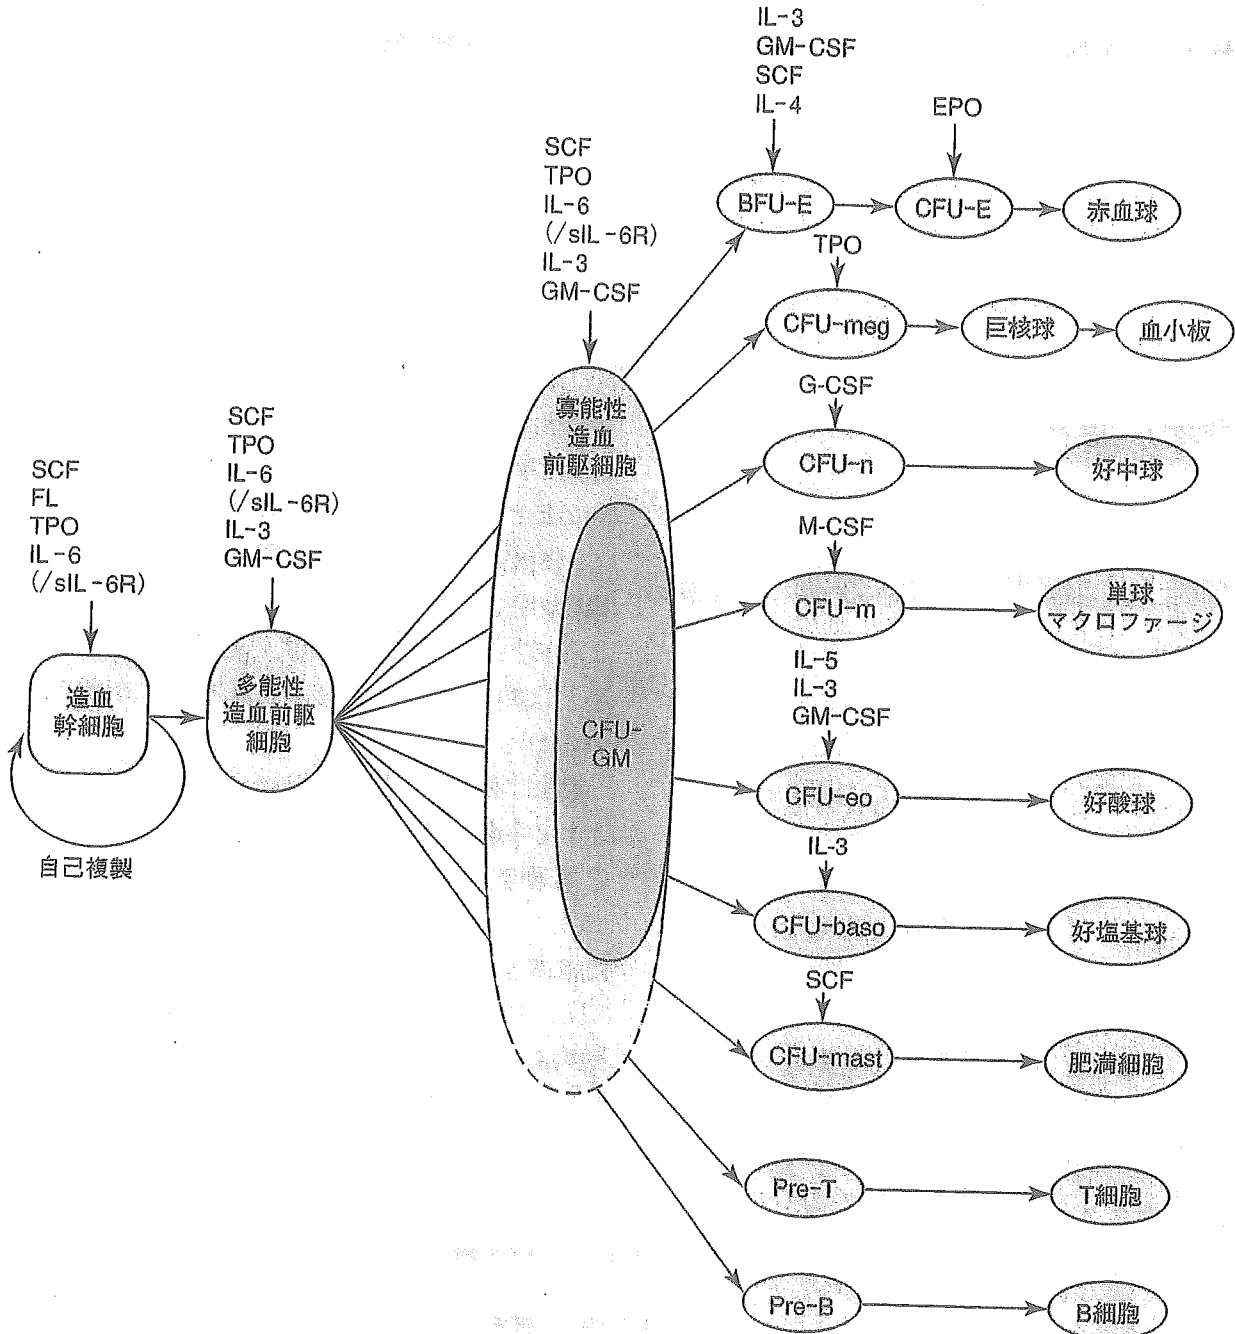 IL-3
GM-CSF
SCF
IL-4
EPO
SCF
TPO
IL-6
(/sIL-6R)
IL-3
GM-CSF
BFU-E
CFU-E
赤血球
TPO
CFU-meg
巨核球
血小板
G-CSF
寡能性
造血
前駆細胞
CFU-n
好中球
SCF
TPO
IL-6
(/sIL-6R)
IL-3
GM-CSF
SCF
FL
TPO
IL-6
(/sIL-6R)
M-CSF
CFU-m
単球
マクロファージ
造血
幹細胞
多能性
造血前駆
細胞
CFU-
GM
IL-5
IL-3
GM-CSF
CFU-eo
好酸球
自己複製
IL-3
CFU-baso
好塩基球
SCF
CFU-mast
肥満細胞
Pre-T
T細胞
Pre-B
B細胞